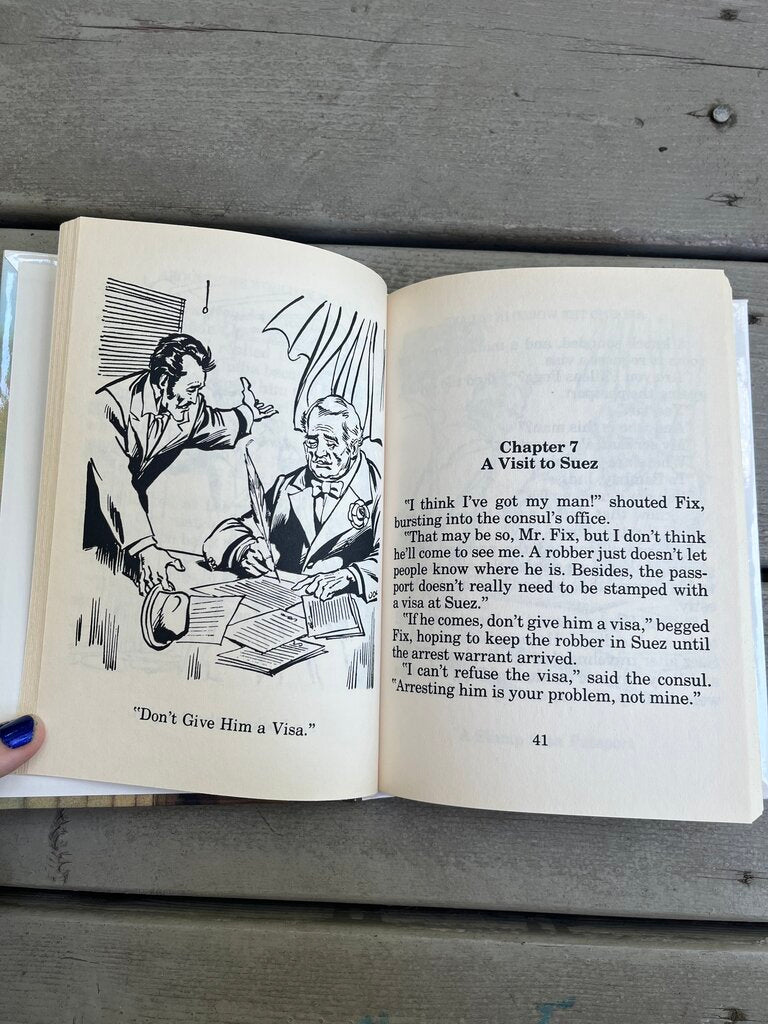 "Don't Give Him a Visa."
Chapter 7
A Visit to Suez
"I think I've got my man!" shouted Fix,
bursting into the consul's office.
"That may be so, Mr. Fix, but I don't think
he'll come to see me. A robber just doesn't let
people know where he is. Besides, the pass-
port doesn't really need to be stamped with
a visa at Suez."
"If he comes, don't give him a visa," begged
Fix, hoping to keep the robber in Suez until
the arrest warrant arrived.
"I can't refuse the visa," said the consul.
"Arresting him is your problem, not mine."
41